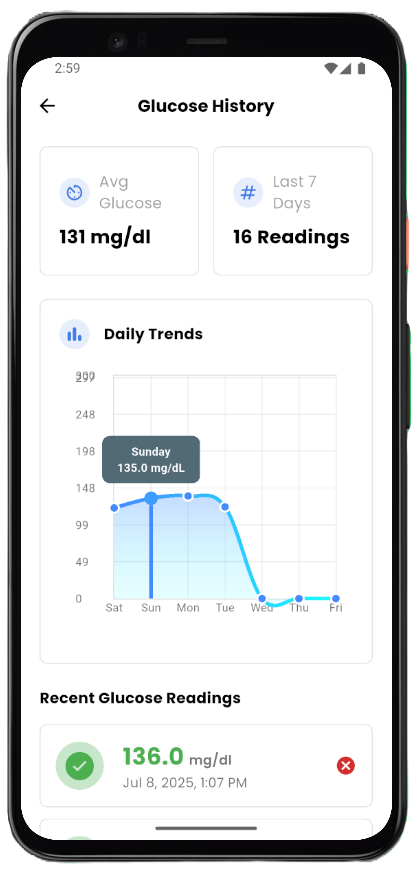 2:59
Glucose History
Avg
Glucose
131 mg/dl
Last 7
Days
16 Readings
Daily Trends
300
297
248
198
148
99
49
0
Sunday
135.0 mg/dL
Sat Sun Mon Tue Wed Thu Fri
Recent Glucose Readings
136.0 mg/dl
Jul 8, 2025, 1:07 PM